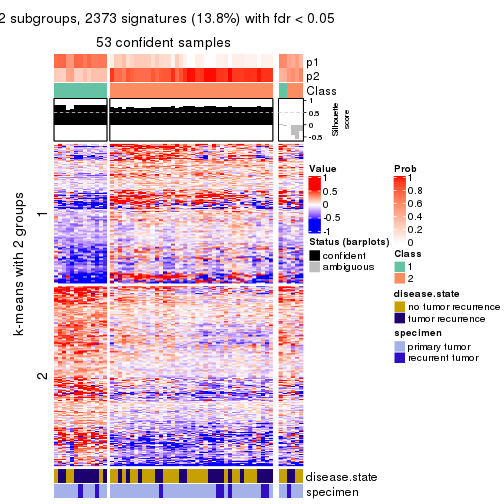 2 subgroups, 2373 signatures (13.8%) with fdr < 0.05
53 confident samples
p1
p2
Class
1
0.5
0
-0.5
Silhouette
score
k-means with 2 groups
1
2
Value
1
0.5
0
-0.5
-1
Status (barplots)
confident
ambiguous
Prob
1
0.8
0.6
0.4
0.2
0
Class
1
2
disease.state
no tumor recurrence
tumor recurrence
specimen
primary tumor
recurrent tumor
disease.state
specimen